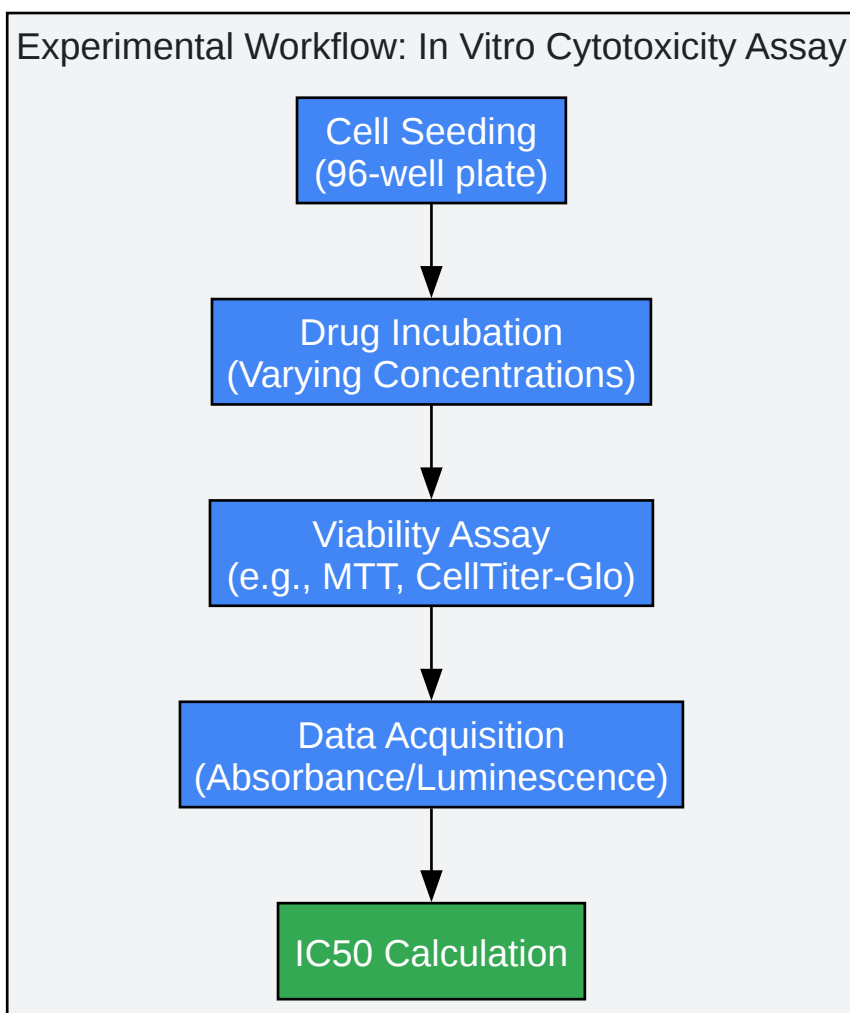 Experimental Workflow: In Vitro Cytotoxicity Assay
Cell Seeding
(96-well plate)
Drug Incubation
(Varying Concentrations)
Viability Assay
(e.g., MTT, CellTiter-Glo)
Data Acquisition
(Absorbance/Luminescence)
IC50 Calculation